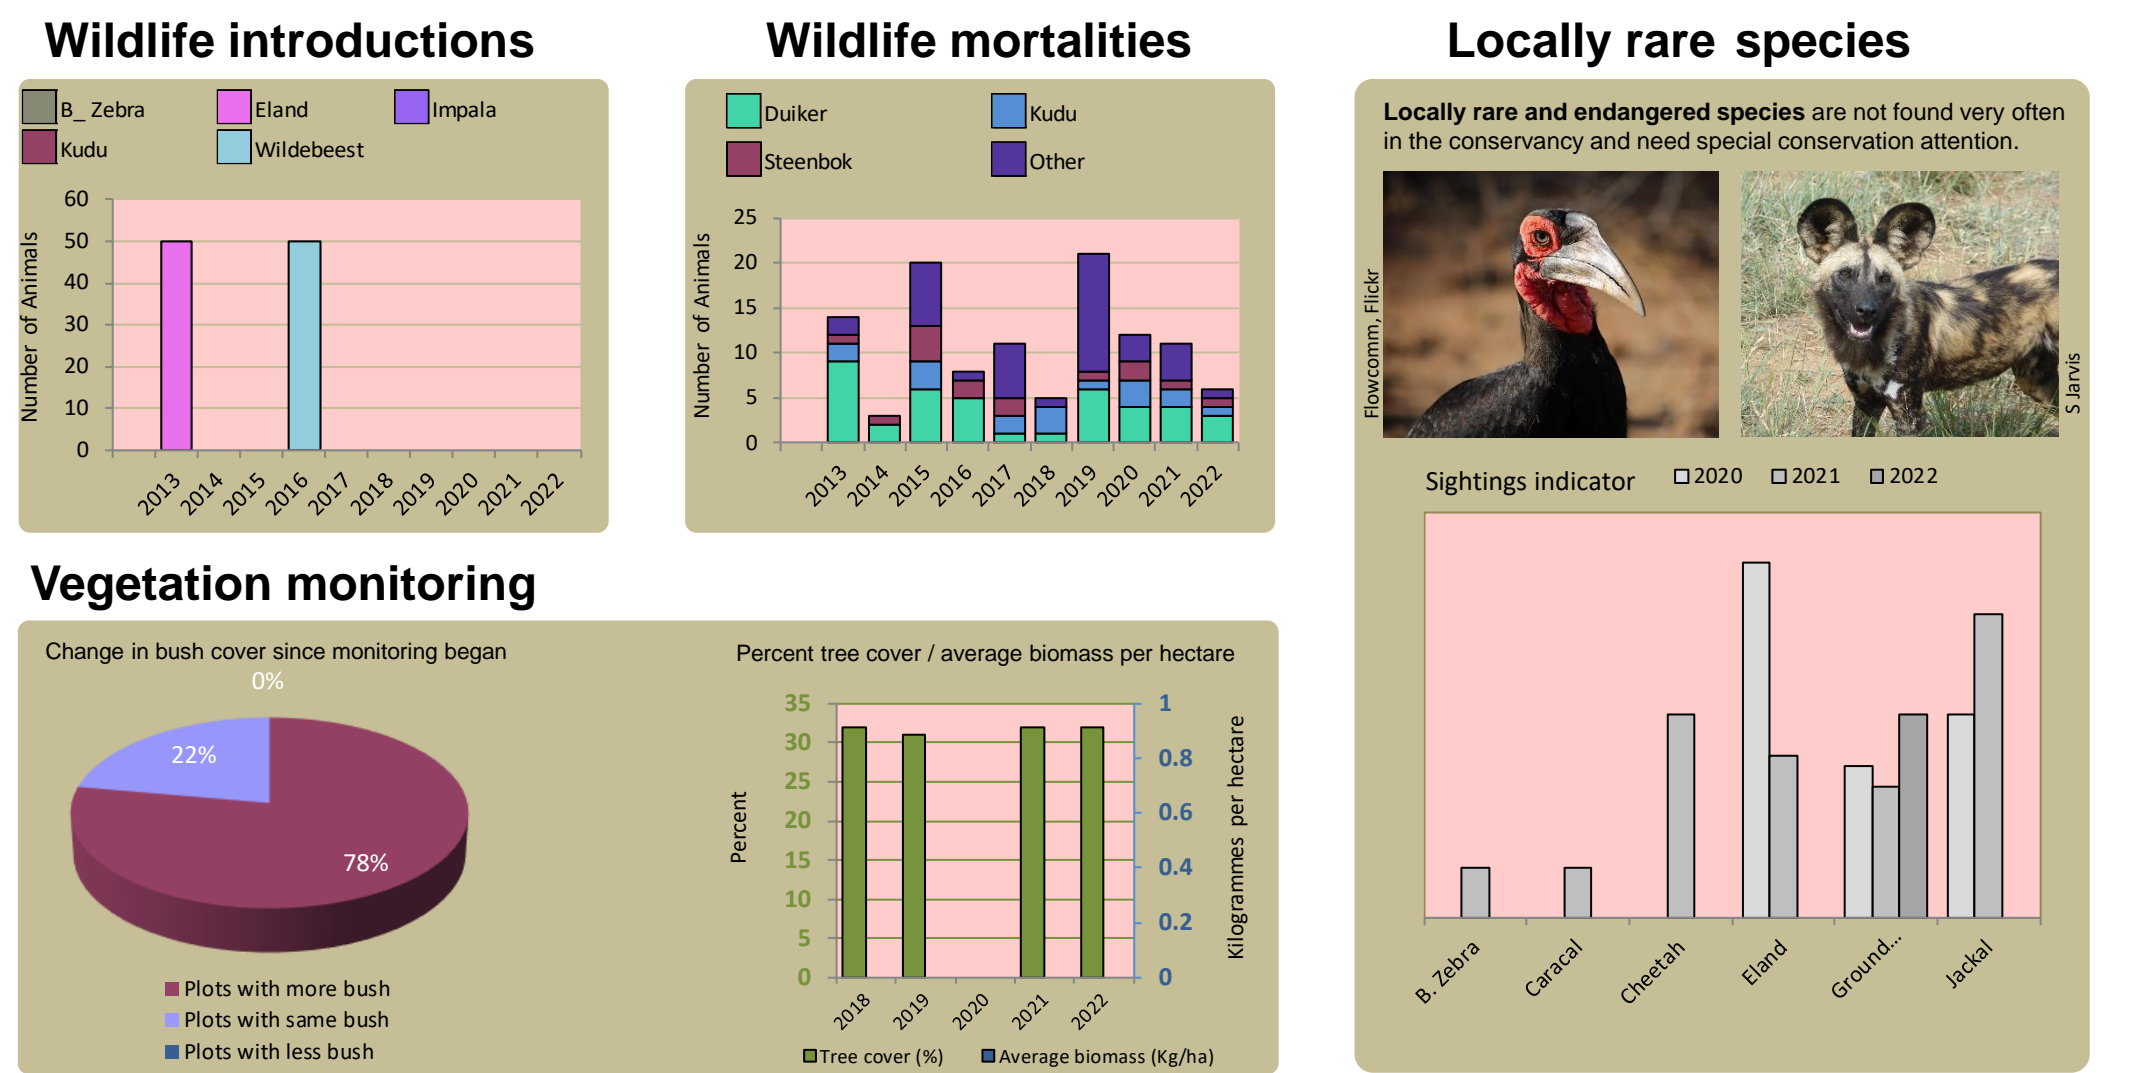 Wildlife introductions
B_ Zebra
Eland
Impala
Kudu
Wildebeest
Number of Animals
60
50
40
30
20
10
0
2013
2014
2015
2016
2017
2018
2019
2020
2021
2022
Wildlife mortalities
Duiker
Kudu
Steenbok
Other
Number of Animals
25
20
15
10
5
0
2013
2014
2015
2016
2017
2018
2019
2020
2021
2022
Locally rare species
Locally rare and endangered species are not found very often
in the conservancy and need special conservation attention.
Flowcomm, Flickr
S Jarvis
Sightings indicator
2020
2021
2022
B. Zebra
Caracal
Cheetah
Eland
Ground...
Jackal
Vegetation monitoring
Change in bush cover since monitoring began
0%
22%
78%
Plots with more bush
Plots with same bush
Plots with less bush
Percent tree cover / average biomass per hectare
Percent
35
30
25
20
15
10
5
0
1
0.8
0.6
0.4
0.2
0
Kilogrammes per hectare
2018
2019
2020
2021
2022
Tree cover (%)
Average biomass (Kg/ha)